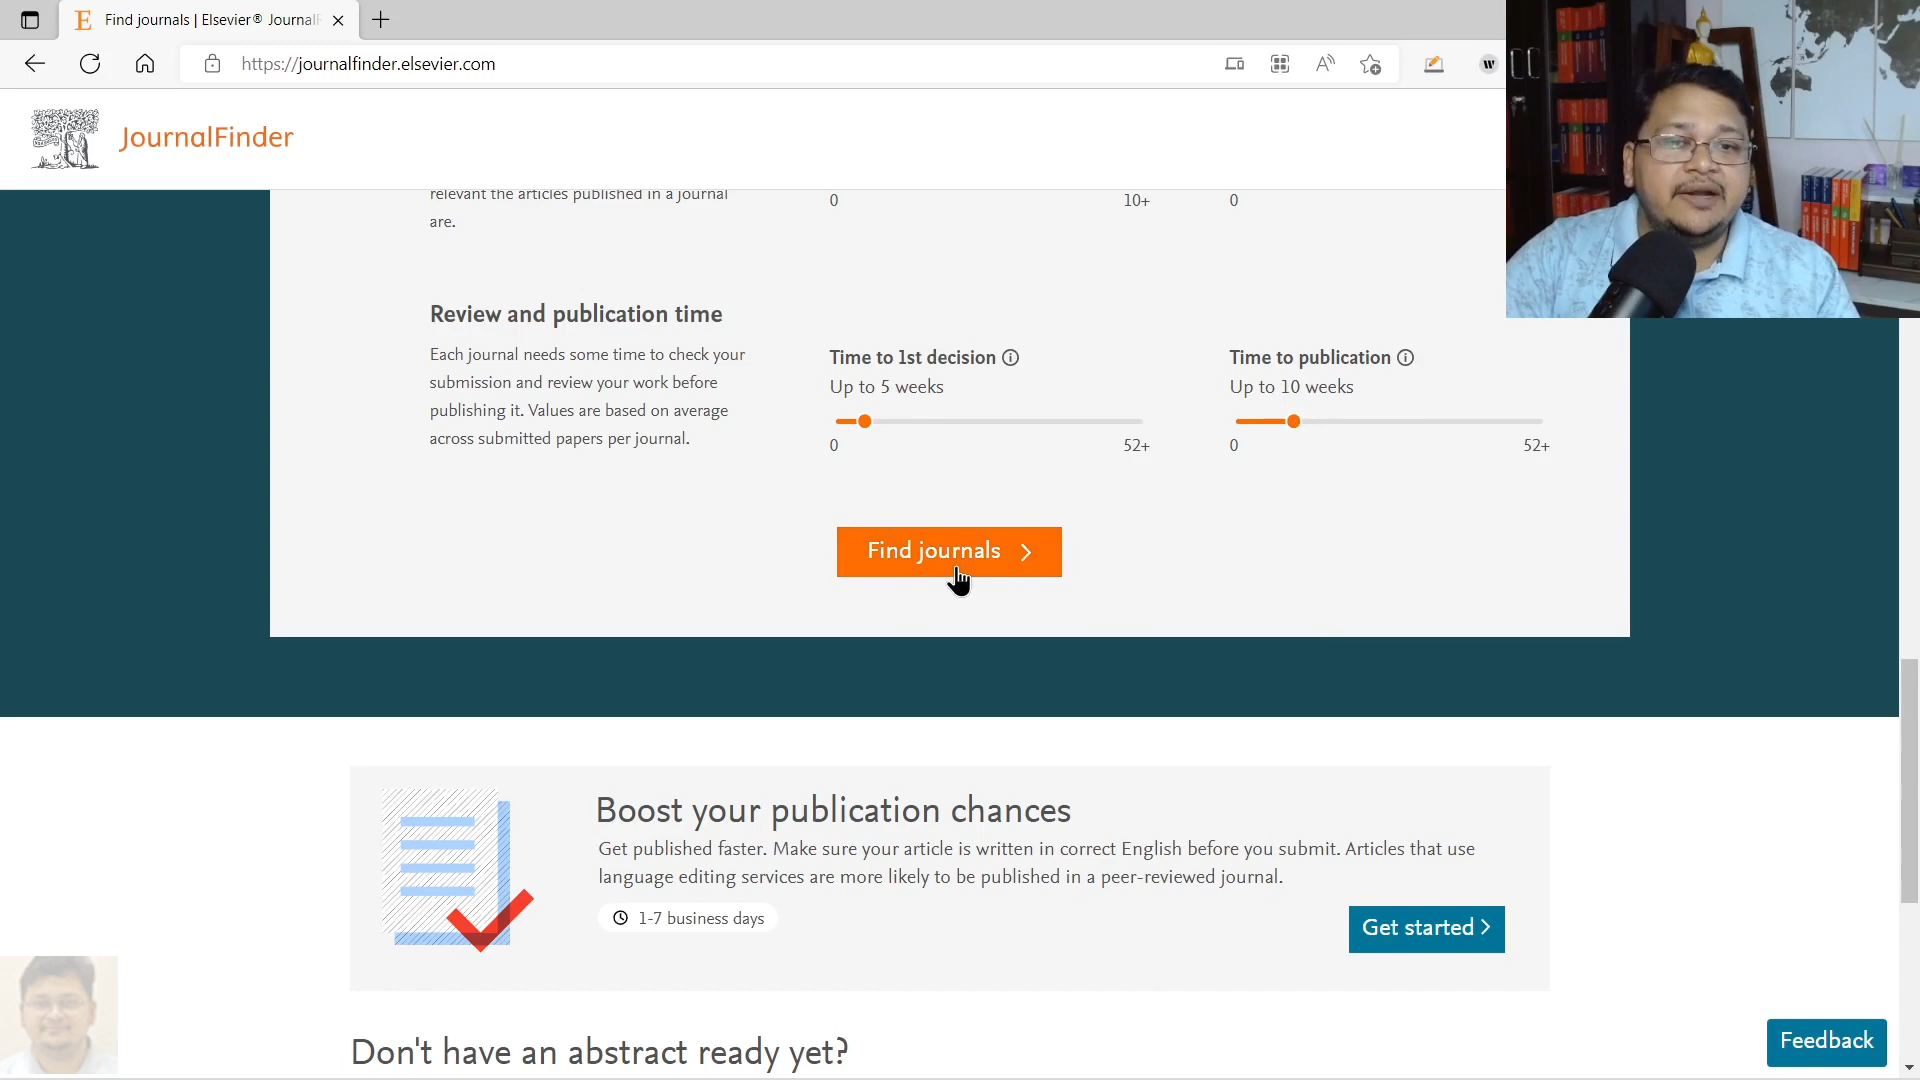 Find journals | Elsevier® Journal
https://journalfinder.elsevier.com
JournalFinder
relevant the articles published in a journal
are.
0
10+
0
Review and publication time
Each journal needs some time to check your
submission and review your work before
publishing it. Values are based on average
across submitted papers per journal.
Time to 1st decision
Up to 5 weeks
0
52+
Time to publication
Up to 10 weeks
0
52+
Find journals
Boost your publication chances
Get published faster. Make sure your article is written in correct English before you submit. Articles that use
language editing services are more likely to be published in a peer-reviewed journal.
1-7 business days
Get started
Don't have an abstract ready yet?
Feedback